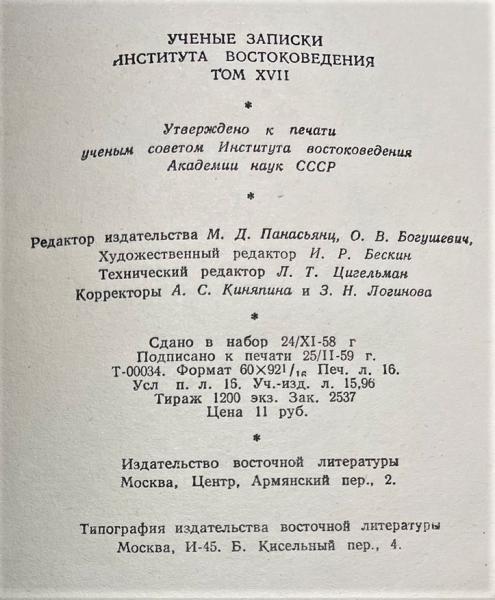 УЧЕНЫЕ ЗАПИСКИ
ИНСТИТУТА ВОСТОКОВЕДЕНИЯ
ТОМ XVII
*
Утверждено к печати
ученым советом Института востоковедения
Академии наук СССР
*
Редактор издательства М. Д. Панасьянц, О. В. Богушевич,
Художественный редактор И. Р. Бескин
Технический редактор Л. Т. Цигельман
Корректоры А. С. Киняпина и З. Н. Логинова
*
Сдано в набор 24/XI-58 г
Подписано к печати 25/II-59 г.
Т-00034. Формат 60×92¹/₁₆ Печ. л. 16.
Усл п. л. 16. Уч.-изд. л. 15,96
Тираж 1200 экз. Зак. 2537
Цена 11 руб.
*
Издательство восточной литературы
Москва, Центр, Армянский пер., 2.
Типография издательства восточной литературы
Москва, И-45. Б. Кисельный пер., 4.